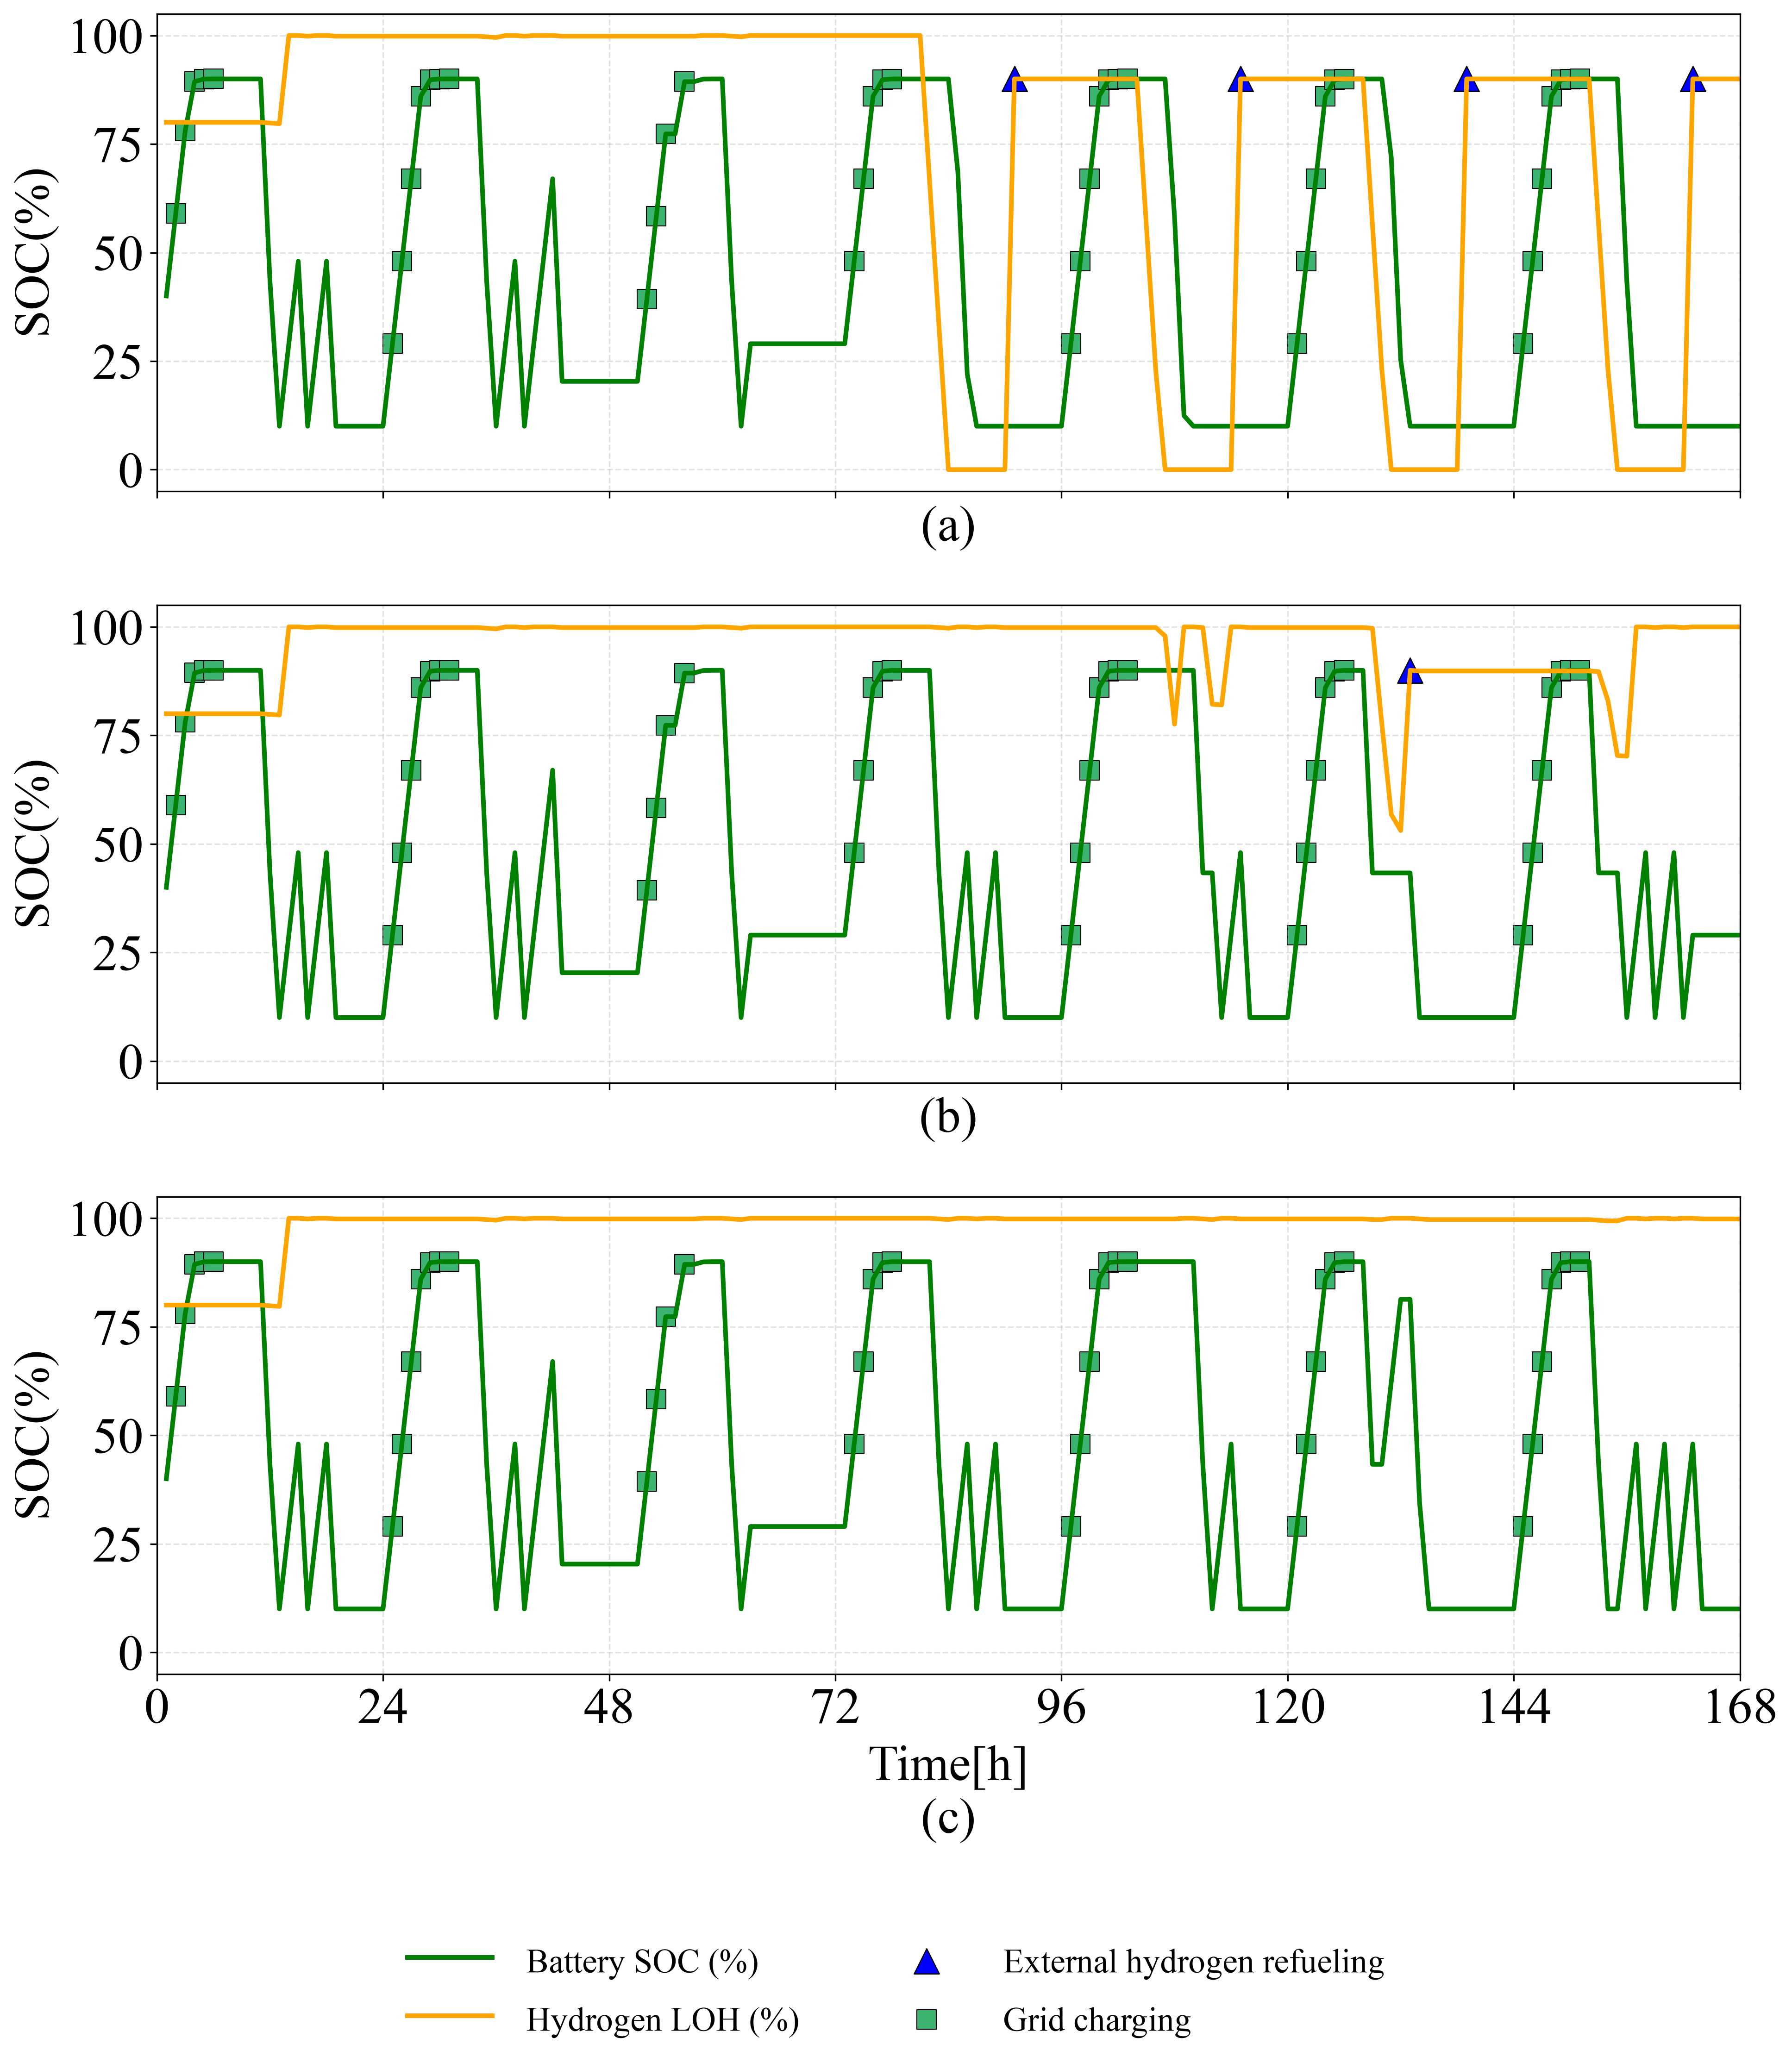 100
75
50
25
0
SOC(%)
(a)
100
75
50
25
0
SOC(%)
(b)
100
75
50
25
0
SOC(%)
0 24 48 72 96 120 144 168
Time[h]
(c)
Battery SOC (%)
External hydrogen refueling
Hydrogen LOH (%)
Grid charging